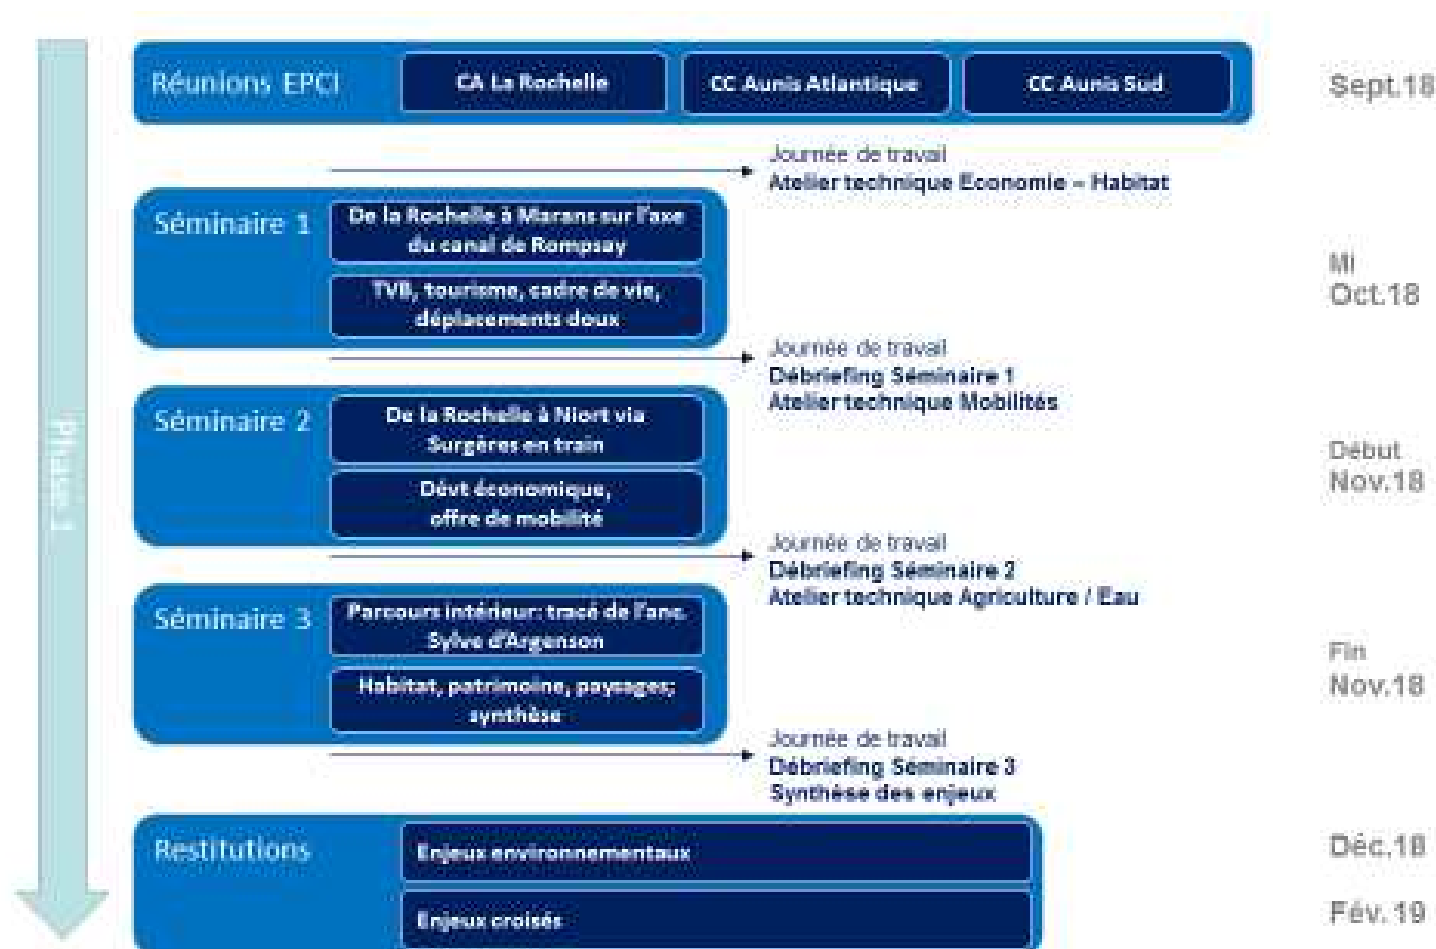 Réunions EPCI
CA La Rochelle
CC Aunis Atlantique
CC Aunis Sud
Sept.18
Journée de travail
Atelier technique Economie – Habitat
Séminaire 1
De la Rochelle à Marans sur l'axe
du canal de Rompsay
TVB, tourisme, cadre de vie,
déplacements doux
Mi
Oct.18
Journée de travail
Débriefing Séminaire 1
Atelier technique Mobilités
Séminaire 2
De la Rochelle à Niort via
Surgères en train
Dévt économique,
offre de mobilité
Début
Nov.18
Journée de travail
Débriefing Séminaire 2
Atelier technique Agriculture / Eau
Séminaire 3
Parcours intérieur: tracé de l'anc.
Sylve d'Argenson
Habitat, patrimoine, paysages;
synthèse
Fin
Nov.18
Journée de travail
Débriefing Séminaire 3
Synthèse des enjeux
Restitutions
Enjeux environnementaux
Déc.18
Enjeux croisés
Fév. 19
Phase